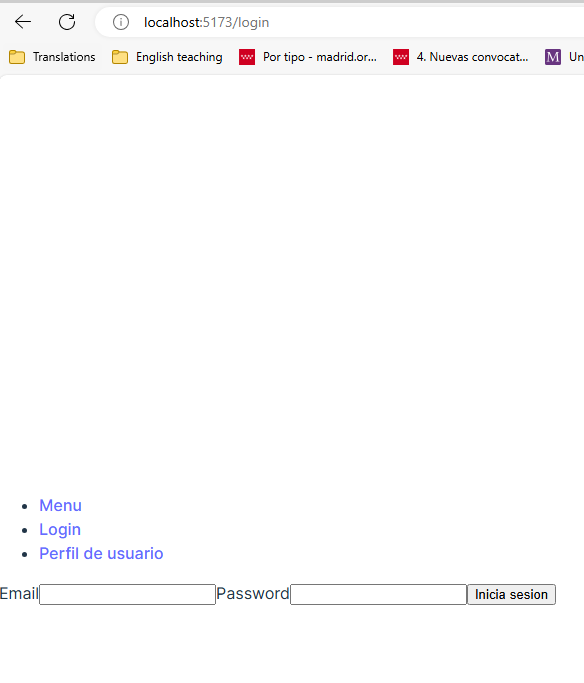 localhost:5173/login
Translations English teaching Por tipo - madrid.or... 4. Nuevas convocat... M Un
Menu
Login
Perfil de usuario
Email Password Inicia sesion